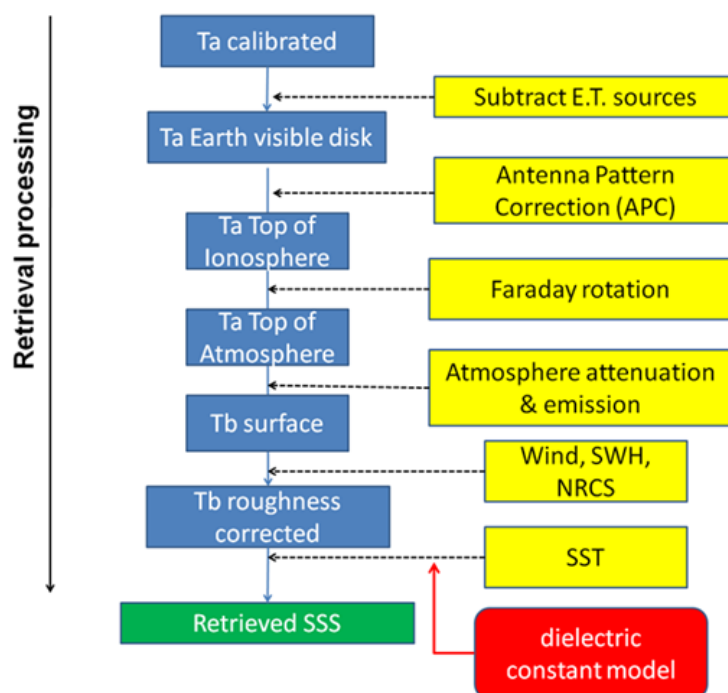 Retrieval processing
Ta calibrated
Subtract E.T. sources
Ta Earth visible disk
Antenna Pattern
Correction (APC)
Ta Top of
Ionosphere
Faraday rotation
Ta Top of
Atmosphere
Atmosphere attenuation
& emission
Tb surface
Wind, SWH,
NRCS
Tb roughness
corrected
SST
Retrieved SSS
dielectric
constant model